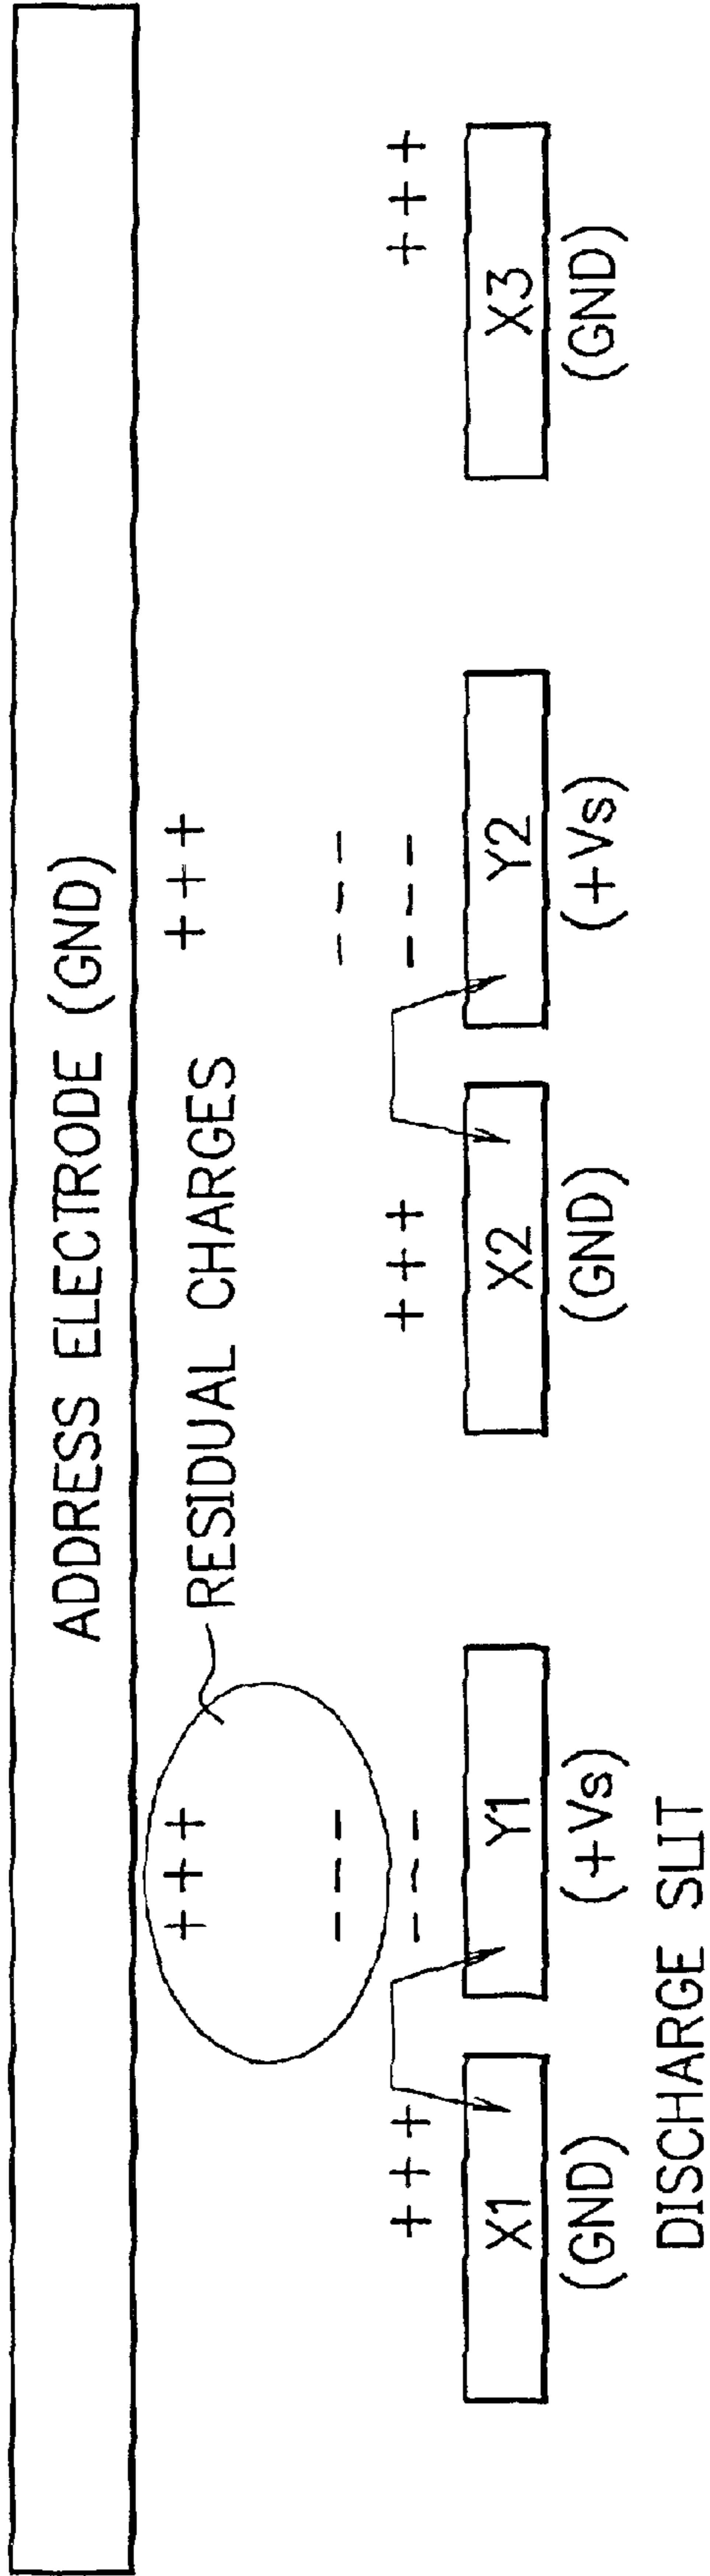 ADDRESS ELECTRODE (GND)
+++ +++
RESIDUAL CHARGES
--- ---
+++ --- +++ --- +++
X1 Y1 X2 Y2 X3
(GND) (+Vs) (GND) (+Vs) (GND)
DISCHARGE SLIT